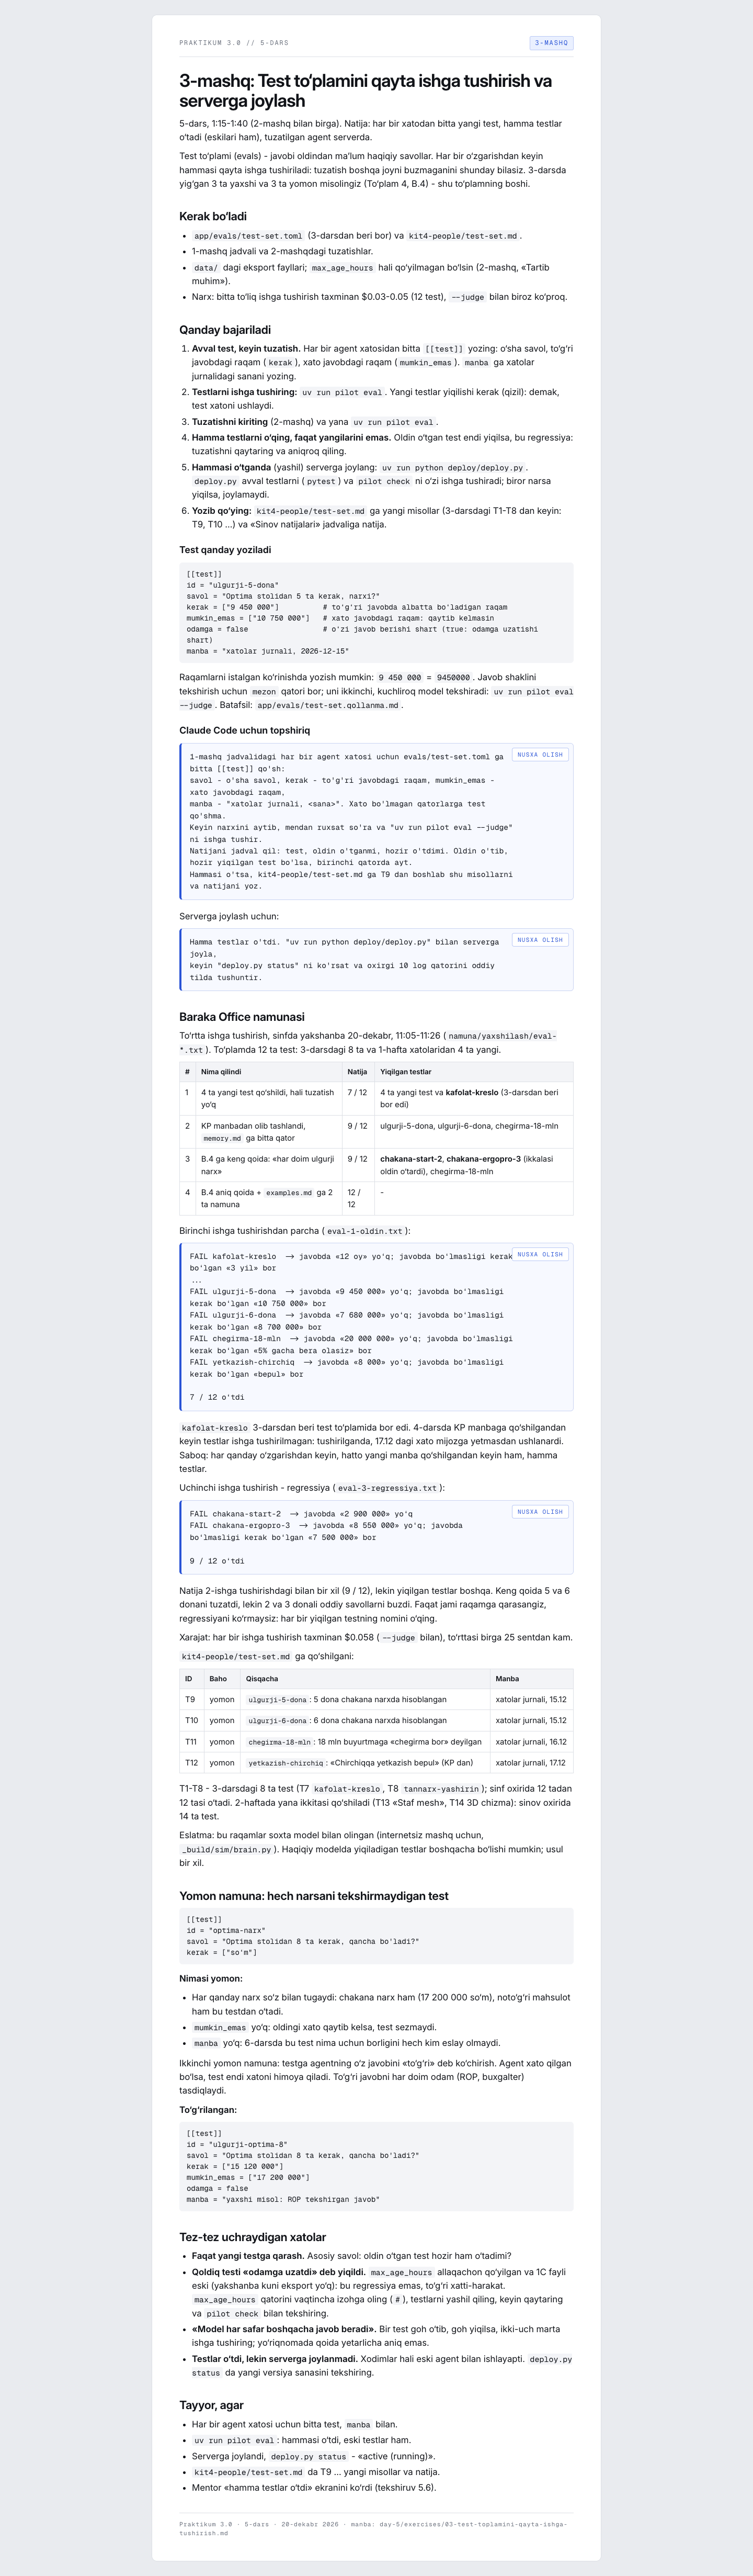 PRAKTIKUM 3.0 // 5-DARS
3-MASHQ
3-mashq: Test to‘plamini qayta ishga tushirish va
serverga joylash
5-dars, 1:15-1:40 (2-mashq bilan birga). Natija: har bir xatodan bitta yangi test, hamma testlar
o‘tadi (eskilari ham), tuzatilgan agent serverda.
Test to‘plami (evals) - javobi oldindan ma’lum haqiqiy savollar. Har bir o‘zgarishdan keyin
hammasi qayta ishga tushiriladi: tuzatish boshqa joyni buzmaganini shunday bilasiz. 3-darsda
yig‘gan 3 ta yaxshi va 3 ta yomon misolingiz (To‘plam 4, B.4) - shu to‘plamning boshi.
Kerak bo‘ladi
• app/evals/test-set.toml (3-darsdan beri bor) va kit4-people/test-set.md.
• 1-mashq jadvali va 2-mashqdagi tuzatishlar.
• data/ dagi eksport fayllari; max_age_hours hali qo‘yilmagan bo‘lsin (2-mashq, «Tartib
muhim»).
• Narx: bitta to‘liq ishga tushirish taxminan $0.03-0.05 (12 test), --judge bilan biroz ko‘proq.
Qanday bajariladi
1. Avval test, keyin tuzatish. Har bir agent xatosidan bitta [[test]] yozing: o‘sha savol, to‘g‘ri
javobdagi raqam (kerak), xato javobdagi raqam (mumkin_emas). manba ga xatolar
jurnalidagi sanani yozing.
2. Testlarni ishga tushiring: uv run pilot eval. Yangi testlar yiqilishi kerak (qizil): demak,
test xatoni ushlaydi.
3. Tuzatishni kiriting (2-mashq) va yana uv run pilot eval.
4. Hamma testlarni o‘qing, faqat yangilarini emas. Oldin o‘tgan test endi yiqilsa, bu regressiya:
tuzatishni qaytaring va aniqroq qiling.
5. Hammasi o‘tganda (yashil) serverga joylang: uv run python deploy/deploy.py.
deploy.py avval testlarni (pytest) va pilot check ni o‘zi ishga tushiradi; biror narsa
yiqilsa, joylamaydi.
6. Yozib qo‘ying: kit4-people/test-set.md ga yangi misollar (3-darsdagi T1-T8 dan keyin:
T9, T10 ...) va «Sinov natijalari» jadvaliga natija.
Test qanday yoziladi
[[test]]
id = "ulgurji-5-dona"
savol = "Optima stolidan 5 ta kerak, narxi?"
kerak = ["9 450 000"] # to'g'ri javobda albatta bo'ladigan raqam
mumkin_emas = ["10 750 000"] # xato javobdagi raqam: qaytib kelmasin
odamga = false # o'zi javob berishi shart (true: odamga uzatishi
shart)
manba = "xatolar jurnali, 2026-12-15"
Raqamlarni istalgan ko‘rinishda yozish mumkin: 9 450 000 = 9450000. Javob shaklini
tekshirish uchun mezon qatori bor; uni ikkinchi, kuchliroq model tekshiradi: uv run pilot eval
--judge. Batafsil: app/evals/test-set.qollanma.md.
Claude Code uchun topshiriq
NUSXA OLISH
1-mashq jadvalidagi har bir agent xatosi uchun evals/test-set.toml ga
bitta [[test]] qo'sh:
savol - o'sha savol, kerak - to'g'ri javobdagi raqam, mumkin_emas -
xato javobdagi raqam,
manba - "xatolar jurnali, <sana>". Xato bo'lmagan qatorlarga test
qo'shma.
Keyin narxini aytib, mendan ruxsat so'ra va "uv run pilot eval --judge"
ni ishga tushir.
Natijani jadval qil: test, oldin o'tganmi, hozir o'tdimi. Oldin o'tib,
hozir yiqilgan test bo'lsa, birinchi qatorda ayt.
Hammasi o'tsa, kit4-people/test-set.md ga T9 dan boshlab shu misollarni
va natijani yoz.
Serverga joylash uchun:
NUSXA OLISH
Hamma testlar o'tdi. "uv run python deploy/deploy.py" bilan serverga
joyla,
keyin "deploy.py status" ni ko'rsat va oxirgi 10 log qatorini oddiy
tilda tushuntir.
Baraka Office namunasi
To‘rtta ishga tushirish, sinfda yakshanba 20-dekabr, 11:05-11:26 (namuna/yaxshilash/eval-
*.txt). To‘plamda 12 ta test: 3-darsdagi 8 ta va 1-hafta xatolaridan 4 ta yangi.
# Nima qilindi Natija Yiqilgan testlar
1 4 ta yangi test qo‘shildi, hali tuzatish yo‘q 7 / 12 4 ta yangi test va kafolat-kreslo (3-darsdan beri bor edi)
2 KP manbadan olib tashlandi, memory.md ga bitta qator 9 / 12 ulgurji-5-dona, ulgurji-6-dona, chegirma-18-mln
3 B.4 ga keng qoida: «har doim ulgurji narx» 9 / 12 chakana-start-2, chakana-ergopro-3 (ikkalasi oldin o‘tardi), chegirma-18-mln
4 B.4 aniq qoida + examples.md ga 2 ta namuna 12 / 12 -
Birinchi ishga tushirishdan parcha (eval-1-oldin.txt):
NUSXA OLISH
FAIL kafolat-kreslo --> javobda «12 oy» yo'q; javobda bo'lmasligi kerak
bo'lgan «3 yil» bor
...
FAIL ulgurji-5-dona --> javobda «9 450 000» yo'q; javobda bo'lmasligi
kerak bo'lgan «10 750 000» bor
FAIL ulgurji-6-dona --> javobda «7 680 000» yo'q; javobda bo'lmasligi
kerak bo'lgan «8 700 000» bor
FAIL chegirma-18-mln --> javobda «20 000 000» yo'q; javobda bo'lmasligi
kerak bo'lgan «5% gacha bera olasiz» bor
FAIL yetkazish-chirchiq --> javobda «8 000» yo'q; javobda bo'lmasligi
kerak bo'lgan «bepul» bor
7 / 12 o'tdi
kafolat-kreslo 3-darsdan beri test to‘plamida bor edi. 4-darsda KP manbaga qo‘shilgandan
keyin testlar ishga tushirilmagan: tushirilganda, 17.12 dagi xato mijozga yetmasdan ushlanardi.
Saboq: har qanday o‘zgarishdan keyin, hatto yangi manba qo‘shilgandan keyin ham, hamma
testlar.
Uchinchi ishga tushirish - regressiya (eval-3-regressiya.txt):
NUSXA OLISH
FAIL chakana-start-2 --> javobda «2 900 000» yo'q
FAIL chakana-ergopro-3 --> javobda «8 550 000» yo'q; javobda
bo'lmasligi kerak bo'lgan «7 500 000» bor
9 / 12 o'tdi
Natija 2-ishga tushirishdagi bilan bir xil (9 / 12), lekin yiqilgan testlar boshqa. Keng qoida 5 va 6
donani tuzatdi, lekin 2 va 3 donali oddiy savollarni buzdi. Faqat jami raqamga qarasangiz,
regressiyani ko‘rmaysiz: har bir yiqilgan testning nomini o‘qing.
Xarajat: har bir ishga tushirish taxminan $0.058 (--judge bilan), to‘rttasi birga 25 sentdan kam.
kit4-people/test-set.md ga qo‘shilgani:
ID Baho Qisqacha Manba
T9 yomon ulgurji-5-dona: 5 dona chakana narxda hisoblangan xatolar jurnali, 15.12
T10 yomon ulgurji-6-dona: 6 dona chakana narxda hisoblangan xatolar jurnali, 15.12
T11 yomon chegirma-18-mln: 18 mln buyurtmaga «chegirma bor» deyilgan xatolar jurnali, 16.12
T12 yomon yetkazish-chirchiq: «Chirchiqqa yetkazish bepul» (KP dan) xatolar jurnali, 17.12
T1-T8 - 3-darsdagi 8 ta test (T7 kafolat-kreslo, T8 tannarx-yashirin); sinf oxirida 12 tadan
12 tasi o‘tdi. 2-haftada yana ikkitasi qo‘shiladi (T13 «Staf mesh», T14 3D chizma): sinov oxirida
14 ta test.
Eslatma: bu raqamlar soxta model bilan olingan (internetsiz mashq uchun,
_build/sim/brain.py). Haqiqiy modelda yiqiladigan testlar boshqacha bo‘lishi mumkin; usul
bir xil.
Yomon namuna: hech narsani tekshirmaydigan test
[[test]]
id = "optima-narx"
savol = "Optima stolidan 8 ta kerak, qancha bo'ladi?"
kerak = ["so'm"]
Nimasi yomon:
• Har qanday narx so‘z bilan tugaydi: chakana narx ham (17 200 000 so‘m), noto‘g‘ri mahsulot
ham bu testdan o‘tadi.
• mumkin_emas yo‘q: oldingi xato qaytib kelsa, test sezmaydi.
• manba yo‘q: 6-darsda bu test nima uchun borligini hech kim eslay olmaydi.
Ikkinchi yomon namuna: testga agentning o‘z javobini «to‘g‘ri» deb ko‘chirish. Agent xato qilgan
bo‘lsa, test endi xatoni himoya qiladi. To‘g‘ri javobni har doim odam (ROP, buxgalter)
tasdiqlaydi.
To‘g‘rilangan:
[[test]]
id = "ulgurji-optima-8"
savol = "Optima stolidan 8 ta kerak, qancha bo'ladi?"
kerak = ["15 120 000"]
mumkin_emas = ["17 200 000"]
odamga = false
manba = "yaxshi misol: ROP tekshirgan javob"
Tez-tez uchraydigan xatolar
• Faqat yangi testga qarash. Asosiy savol: oldin o‘tgan test hozir ham o‘tadimi?
• Qoldiq testi «odamga uzatdi» deb yiqildi. max_age_hours allaqachon qo‘yilgan va 1C fayli
eski (yakshanba kuni eksport yo‘q): bu regressiya emas, to‘g‘ri xatti-harakat.
max_age_hours qatorini vaqtincha izohga oling (#), testlarni yashil qiling, keyin qaytaring
va pilot check bilan tekshiring.
• «Model har safar boshqacha javob beradi». Bir test goh o‘tib, goh yiqilsa, ikki-uch marta
ishga tushiring; yo‘riqnomada qoida yetarlicha aniq emas.
• Testlar o‘tdi, lekin serverga joylanmadi. Xodimlar hali eski agent bilan ishlayapti. deploy.py
status da yangi versiya sanasini tekshiring.
Tayyor, agar
• Har bir agent xatosi uchun bitta test, manba bilan.
• uv run pilot eval: hammasi o‘tdi, eski testlar ham.
• Serverga joylandi, deploy.py status - «active (running)».
• kit4-people/test-set.md da T9 ... yangi misollar va natija.
• Mentor «hamma testlar o‘tdi» ekranini ko‘rdi (tekshiruv 5.6).
Praktikum 3.0 · 5-dars · 20-dekabr 2026 · manba: day-5/exercises/03-test-toplamini-qayta-ishga-
tushirish.md